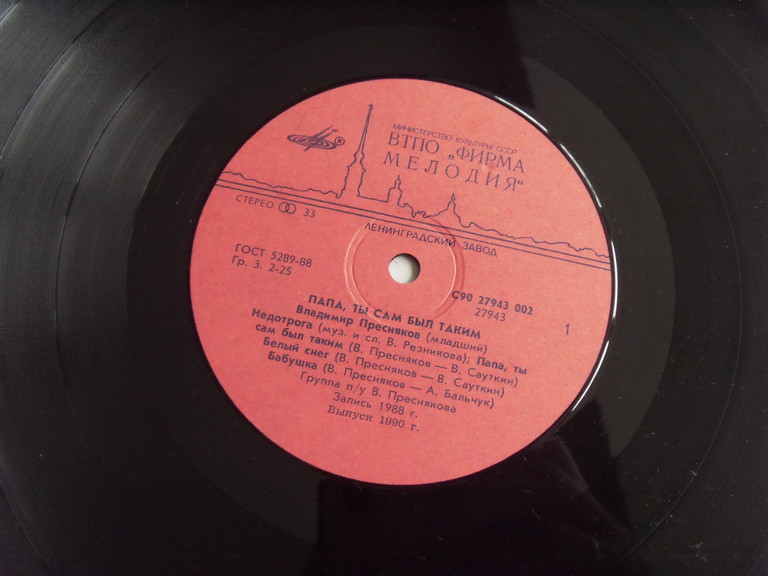 МИНИСТЕРСТВО КУЛЬТУРЫ СССР
ВТПО „ФИРМА
МЕЛОДИЯ“
®
СТЕРЕО 33
ЛЕНИНГРАДСКИЙ ЗАВОД
ГОСТ 5289-88
Гр. 3. 2-25
С90 27943 002
27943
1
ПАПА, ТЫ САМ БЫЛ ТАКИМ
Владимир Пресняков (младший)
Недотрога (муз. и сл. В. Резникова); Папа, ты
сам был таким (В. Пресняков — В. Сауткин)
Белый снег (В. Пресняков — В. Сауткин)
Бабушка (В. Пресняков — А. Бальчук)
Группа п/у В. Преснякова
Запись 1988 г.
Выпуск 1990 г.